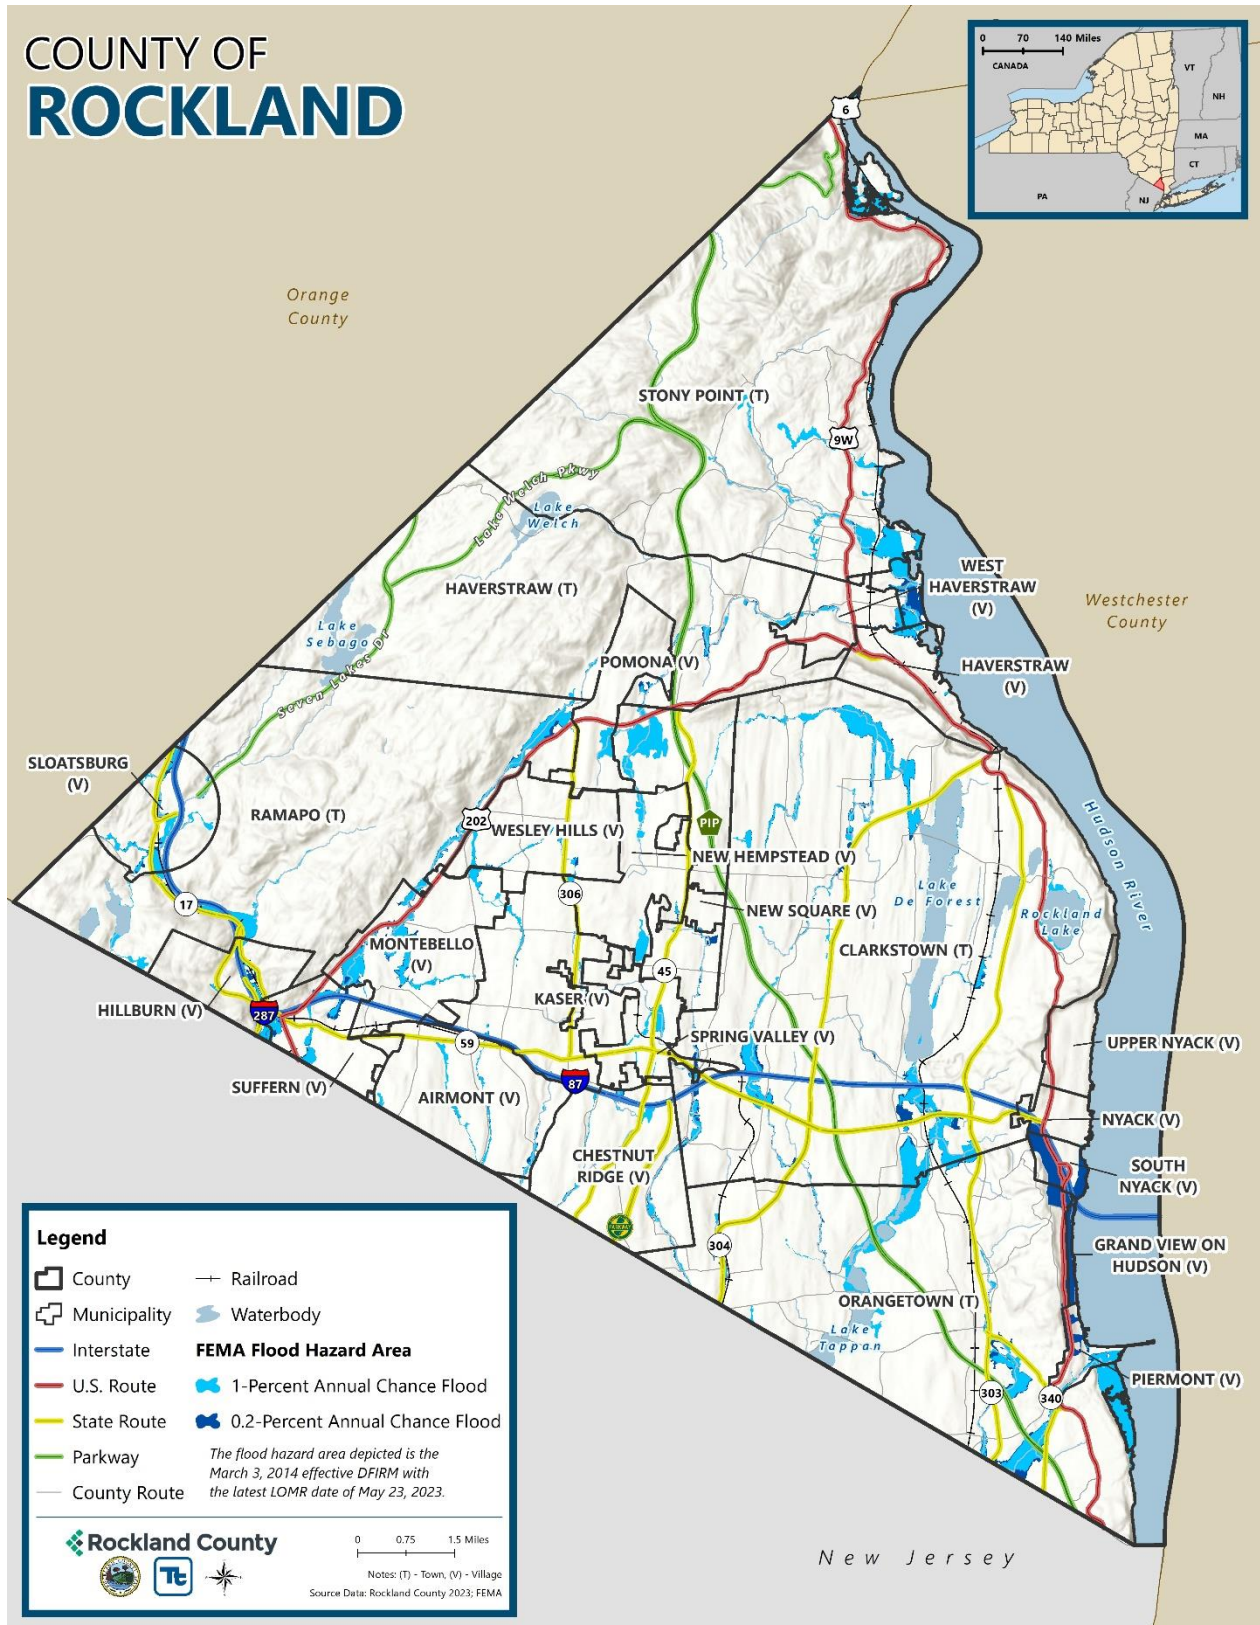 COUNTY OF
ROCKLAND
0 70 140 Miles
CANADA
VT
NH
MA
CT
PA
NJ
6
Orange
County
STONY POINT (T)
9W
Lake Welch Pkwy
Lake
Welch
HAVERSTRAW (T)
WEST
HAVERSTRAW
(V)
Westchester
County
Lake
Sebago
Seven Lakes Dr
POMONA (V)
HAVERSTRAW
(V)
SLOATSBURG
(V)
RAMAPO (T)
202
WESLEY HILLS (V)
PIP
Hudson River
NEW HEMPSTEAD (V)
17
306
Lake
De Forest
Rockland
Lake
NEW SQUARE (V)
MONTEBELLO
(V)
CLARKSTOWN (T)
45
KASER (V)
HILLBURN (V)
287
59
SPRING VALLEY (V)
UPPER NYACK (V)
SUFFERN (V)
87
AIRMONT (V)
NYACK (V)
CHESTNUT
RIDGE (V)
SOUTH
NYACK (V)
PARKWAY
304
GRAND VIEW ON
HUDSON (V)
ORANGETOWN (T)
Lake
Tappan
PIERMONT (V)
303
340
New Jersey
Legend
County
Railroad
Municipality
Waterbody
Interstate
FEMA Flood Hazard Area
U.S. Route
1-Percent Annual Chance Flood
State Route
0.2-Percent Annual Chance Flood
Parkway
County Route
The flood hazard area depicted is the
March 3, 2014 effective DFIRM with
the latest LOMR date of May 23, 2023.
Rockland County
Tt
0 0.75 1.5 Miles
Notes: (T) - Town, (V) - Village
Source Data: Rockland County 2023; FEMA